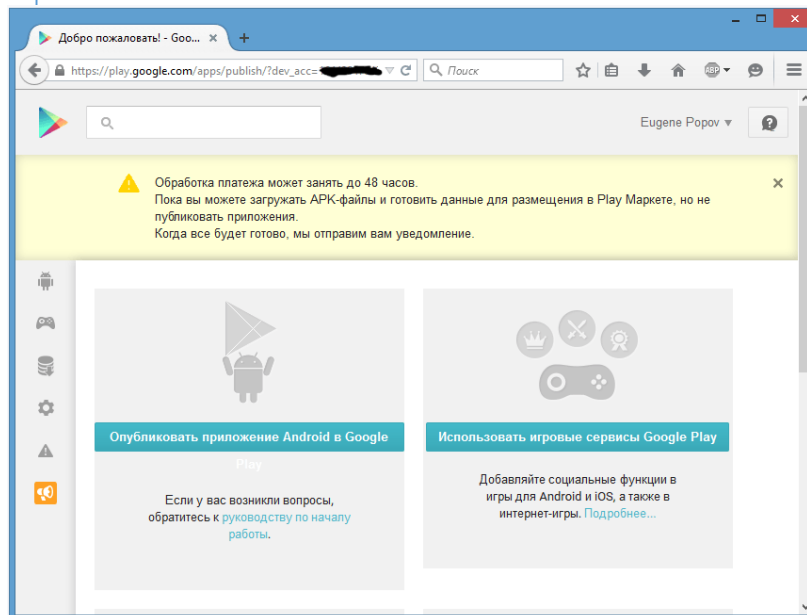 Добро пожаловать! - Goo...
https://play.google.com/apps/publish/?dev_acc=
Поиск
ABP
Eugene Popov
Обработка платежа может занять до 48 часов.
Пока вы можете загружать APK-файлы и готовить данные для размещения в Play Маркете, но не
публиковать приложения.
Когда все будет готово, мы отправим вам уведомление.
Опубликовать приложение Android в Google
Play
Если у вас возникли вопросы,
обратитесь к руководству по началу
работы.
Использовать игровые сервисы Google Play
Добавляйте социальные функции в
игры для Android и iOS, а также в
интернет-игры. Подробнее...